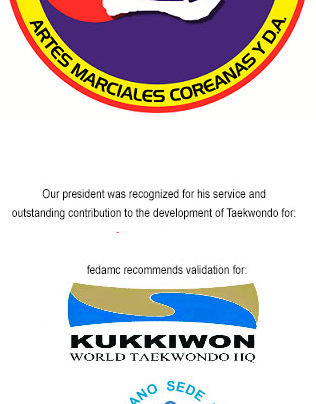 ARTES MARCIALES COREANAS Y D.A.
Our president was recognized for his service and
outstanding contribution to the development of Taekwondo for:
fedamc recommends validation for:
KUKKIWON
WORLD TAEKWONDO HQ
ANO SEDE